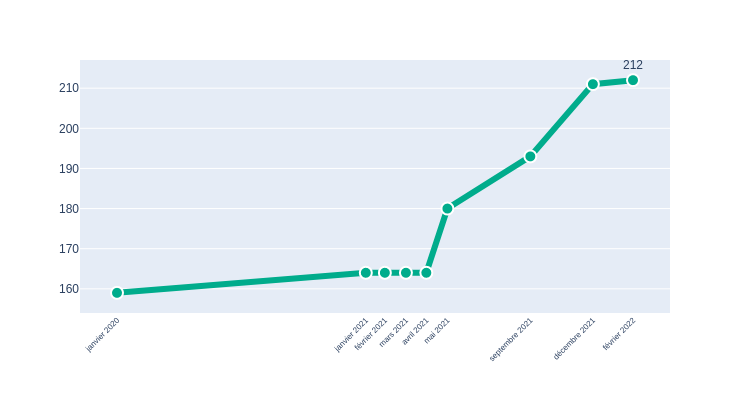 212
210
200
190
180
170
160
janvier 2020
janvier 2021
février 2021
mars 2021
avril 2021
mai 2021
septembre 2021
décembre 2021
février 2022